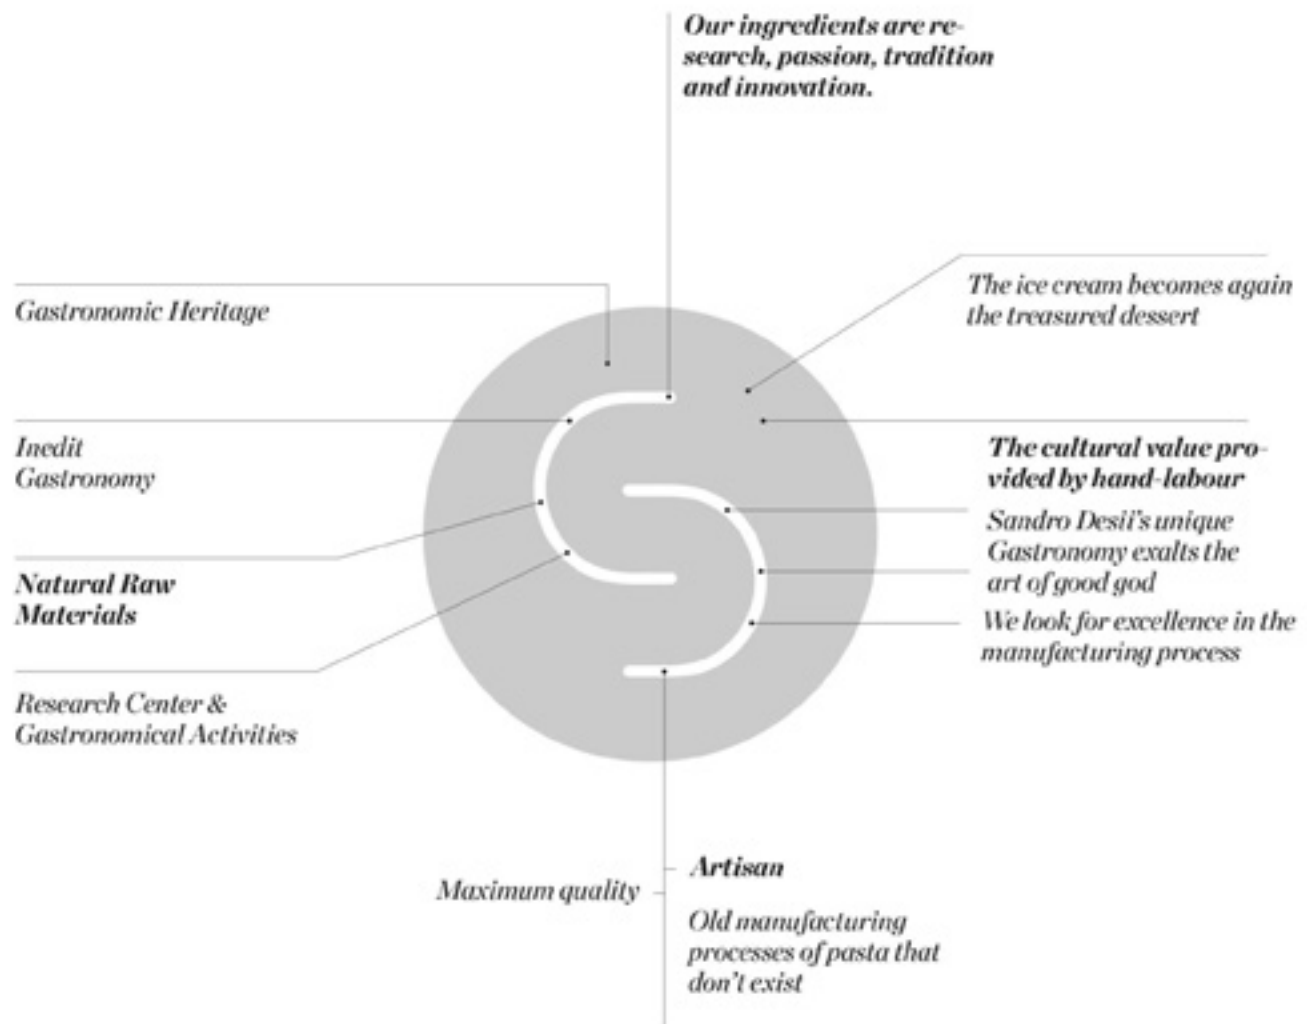 Our ingredients are re-
search, passion, tradition
and innovation.
Gastronomic Heritage
The ice cream becomes again
the treasured dessert
Inedit
Gastronomy
The cultural value pro-
vided by hand-labour
Natural Raw
Materials
Sandro Desii's unique
Gastronomy exalts the
art of good god
We look for excellence in the
manufacturing process
Research Center &
Gastronomical Activities
Maximum quality
Artisan
Old manufacturing
processes of pasta that
don't exist